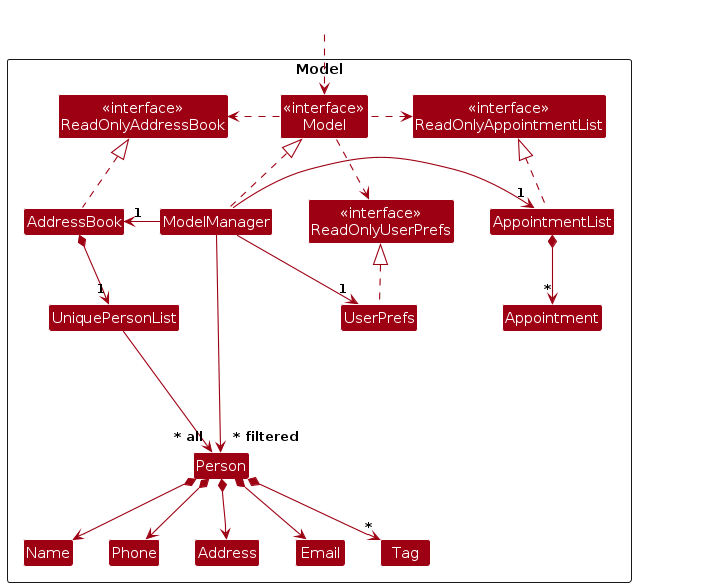 Model
«interface»
ReadOnlyAddressBook
«interface»
Model
«interface»
ReadOnlyAppointmentList
1
AddressBook
ModelManager
«interface»
ReadOnlyUserPrefs
1
AppointmentList
1
UniquePersonList
1
UserPrefs
*
Appointment
* all
* filtered
Person
*
Name
Phone
Address
Email
Tag